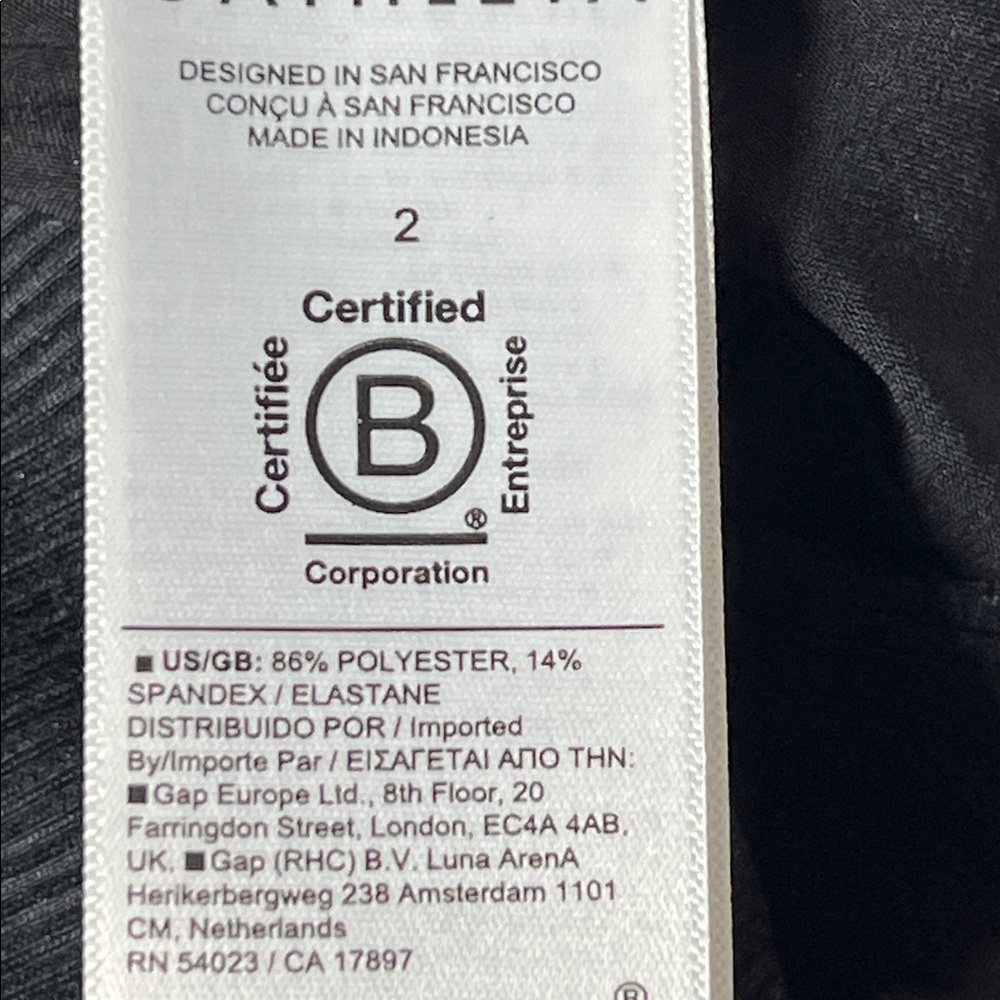 DESIGNED IN SAN FRANCISCO
CONÇU À SAN FRANCISCO
MADE IN INDONESIA
2
Certified
Certifiée
B
Entreprise
®
Corporation
US/GB: 86% POLYESTER, 14%
SPANDEX / ELASTANE
DISTRIBUIDO POR / Imported
By/Importe Par / ΕΙΣΑΓΕΤΑΙ ΑΠΟ ΤΗΝ:
Gap Europe Ltd., 8th Floor, 20
Farringdon Street, London, EC4A 4AB,
UK. Gap (RHC) B.V. Luna ArenA
Herikerbergweg 238 Amsterdam 1101
CM, Netherlands
RN 54023 / CA 17897
®